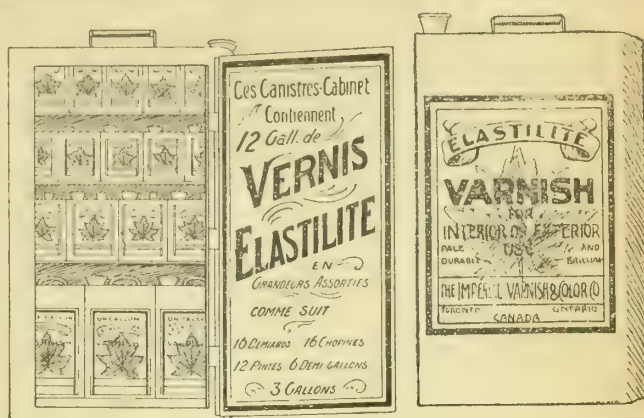 Ces Canistres-Cabinet
Contiennent
12 Gall. de
VERNIS
ELASTILITE
EN
GRANDEURS ASSORTIES
COMME SUIT
16 DEMIARDS 16 CHOPINES
12 PINTES 6 DEMI GALLONS
3 GALLONS
UN GALLON
ELASTILITE
VARNISH
FOR
INTERIOR OR EXTERIOR
USE
PALE AND
DURABLE
THE IMPERIAL VARNISH & COLOR CO
TORONTO ONTARIO
CANADA